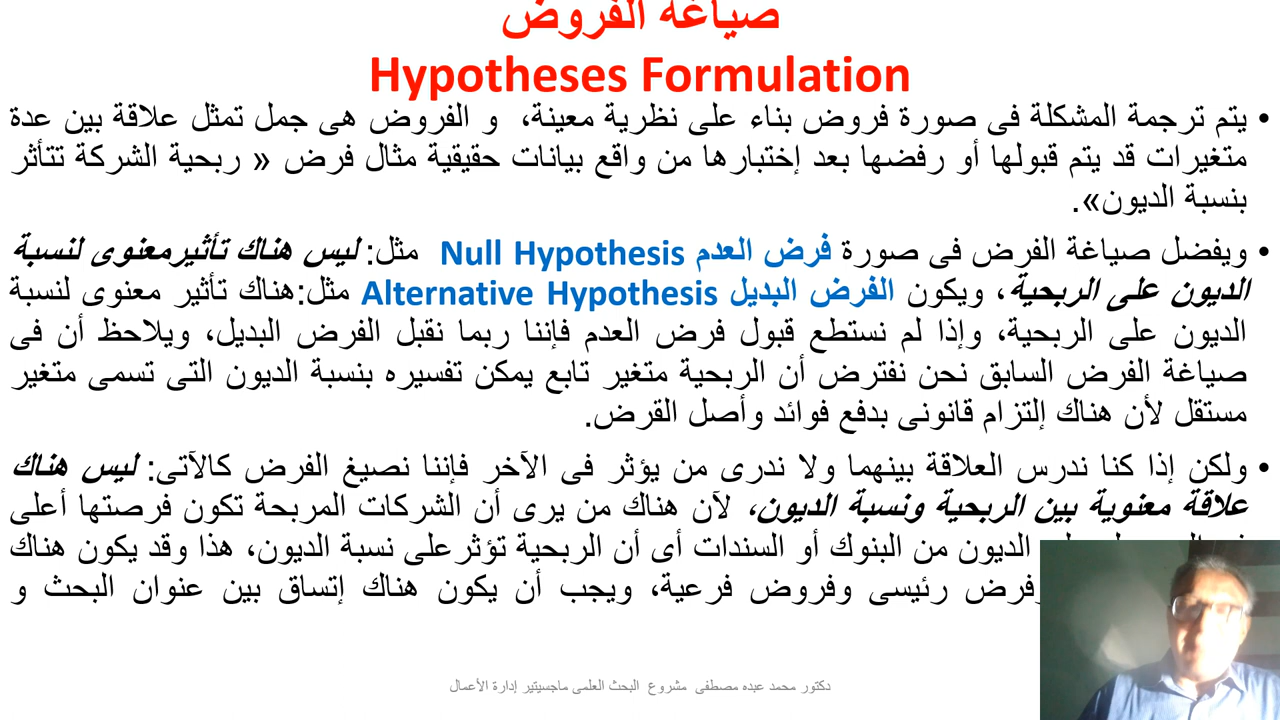 صياغة الفروض
Hypotheses Formulation
• يتم ترجمة المشكلة فى صورة فروض بناء على نظرية معينة، و الفروض هى جمل تمثل علاقة بين عدة
متغيرات قد يتم قبولها أو رفضها بعد إختبارها من واقع بيانات حقيقية مثال فرض « ربحية الشركة تتأثر
بنسبة الديون».
• ويفضل صياغة الفرض فى صورة فرض العدم Null Hypothesis مثل: ليس هناك تأثيرمعنوى لنسبة
الديون على الربحية، ويكون الفرض البديل Alternative Hypothesis مثل:هناك تأثير معنوى لنسبة
الديون على الربحية، وإذا لم نستطع قبول فرض العدم فإننا ربما نقبل الفرض البديل، ويلاحظ أن فى
صياغة الفرض السابق نحن نفترض أن الربحية متغير تابع يمكن تفسيره بنسبة الديون التى تسمى متغير
مستقل لأن هناك إلتزام قانونى بدفع فوائد وأصل القرض.
• ولكن إذا كنا ندرس العلاقة بينهما ولا ندرى من يؤثر فى الآخر فإننا نصيغ الفرض كالآتى: ليس هناك
علاقة معنوية بين الربحية ونسبة الديون، لآن هناك من يرى أن الشركات المربحة تكون فرصتها أعلى
الديون من البنوك أو السندات أى أن الربحية تؤثرعلى نسبة الديون، هذا وقد يكون هناك
فرض رئيسى وفروض فرعية، ويجب أن يكون هناك إتساق بين عنوان البحث و
دكتور محمد عبده مصطفى مشروع البحث العلمى ماجسيتير إدارة الأعمال